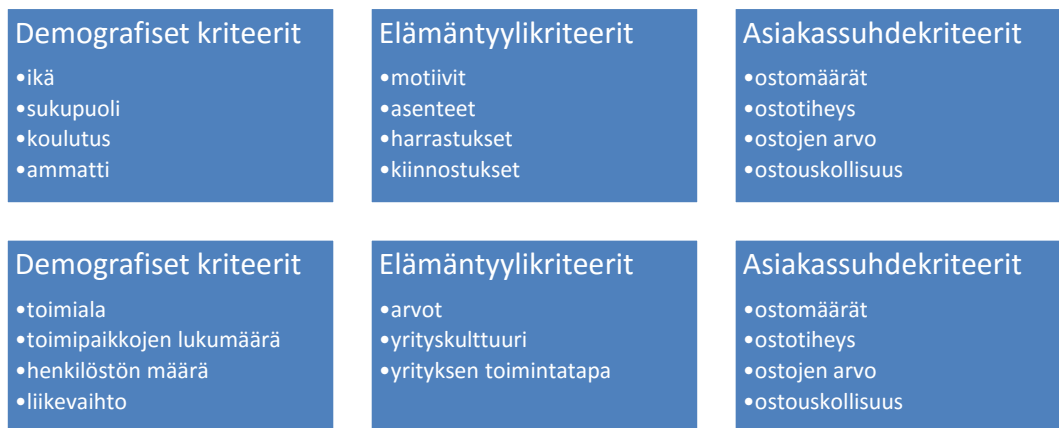 Demografiset kriteerit
•ikä
•sukupuoli
•koulutus
•ammatti
Elämäntyylikriteerit
•motiivit
•asenteet
•harrastukset
•kiinnostukset
Asiakassuhdekriteerit
•ostomäärät
•ostotiheys
•ostojen arvo
•ostouskollisuus
Demografiset kriteerit
•toimiala
•toimipaikkojen lukumäärä
•henkilöstön määrä
•liikevaihto
Elämäntyylikriteerit
•arvot
•yrityskulttuuri
•yrityksen toimintatapa
Asiakassuhdekriteerit
•ostomäärät
•ostotiheys
•ostojen arvo
•ostouskollisuus